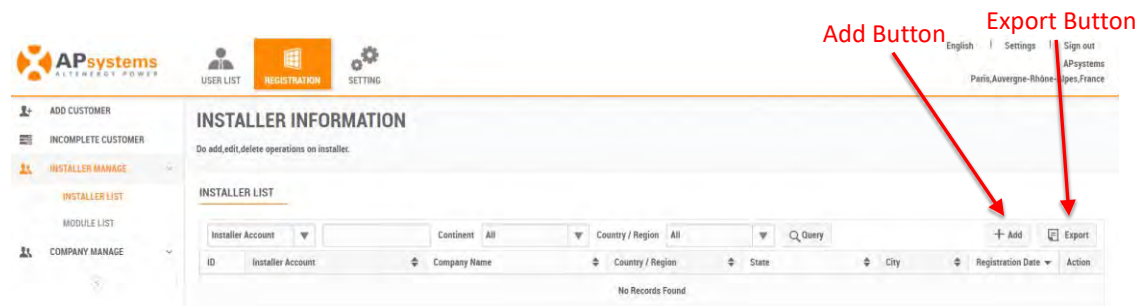 Add Button
Export Button
APsystems
ALTENERGY POWER
USER LIST
REGISTRATION
SETTING
English | Settings | Sign out
APsystems
Paris,Auvergne-Rhône-Alpes,France
ADD CUSTOMER
INCOMPLETE CUSTOMER
INSTALLER MANAGE
INSTALLER LIST
MODULE LIST
COMPANY MANAGE
INSTALLER INFORMATION
Do add,edit,delete operations on installer.
INSTALLER LIST
Installer Account Continent All Country / Region All Query Add Export
ID Installer Account Company Name Country / Region State City Registration Date Action
No Records Found